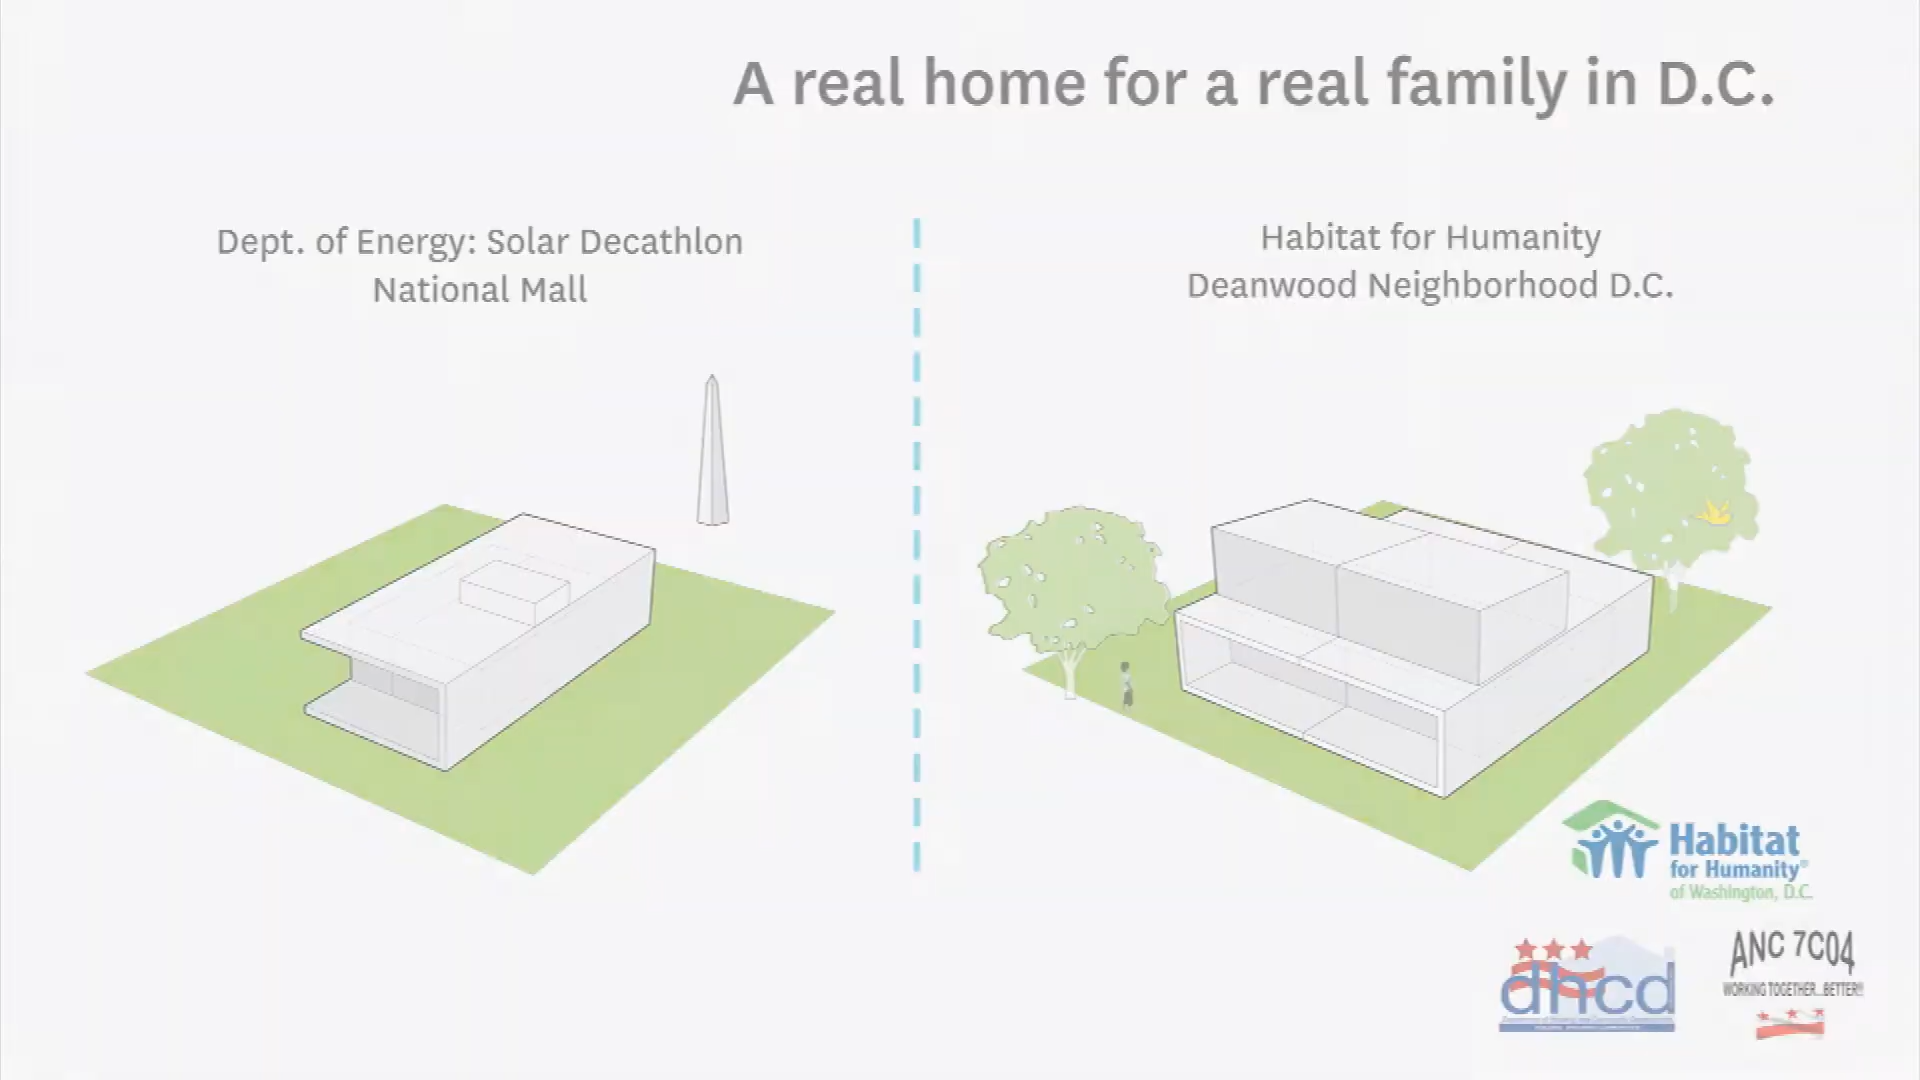 A real home for a real family in D.C.
Dept. of Energy: Solar Decathlon
National Mall
Habitat for Humanity
Deanwood Neighborhood D.C.
Habitat
for Humanity®
of Washington, D.C.
dhcd
ANC 7C04
WORKING TOGETHER...BETTER!!